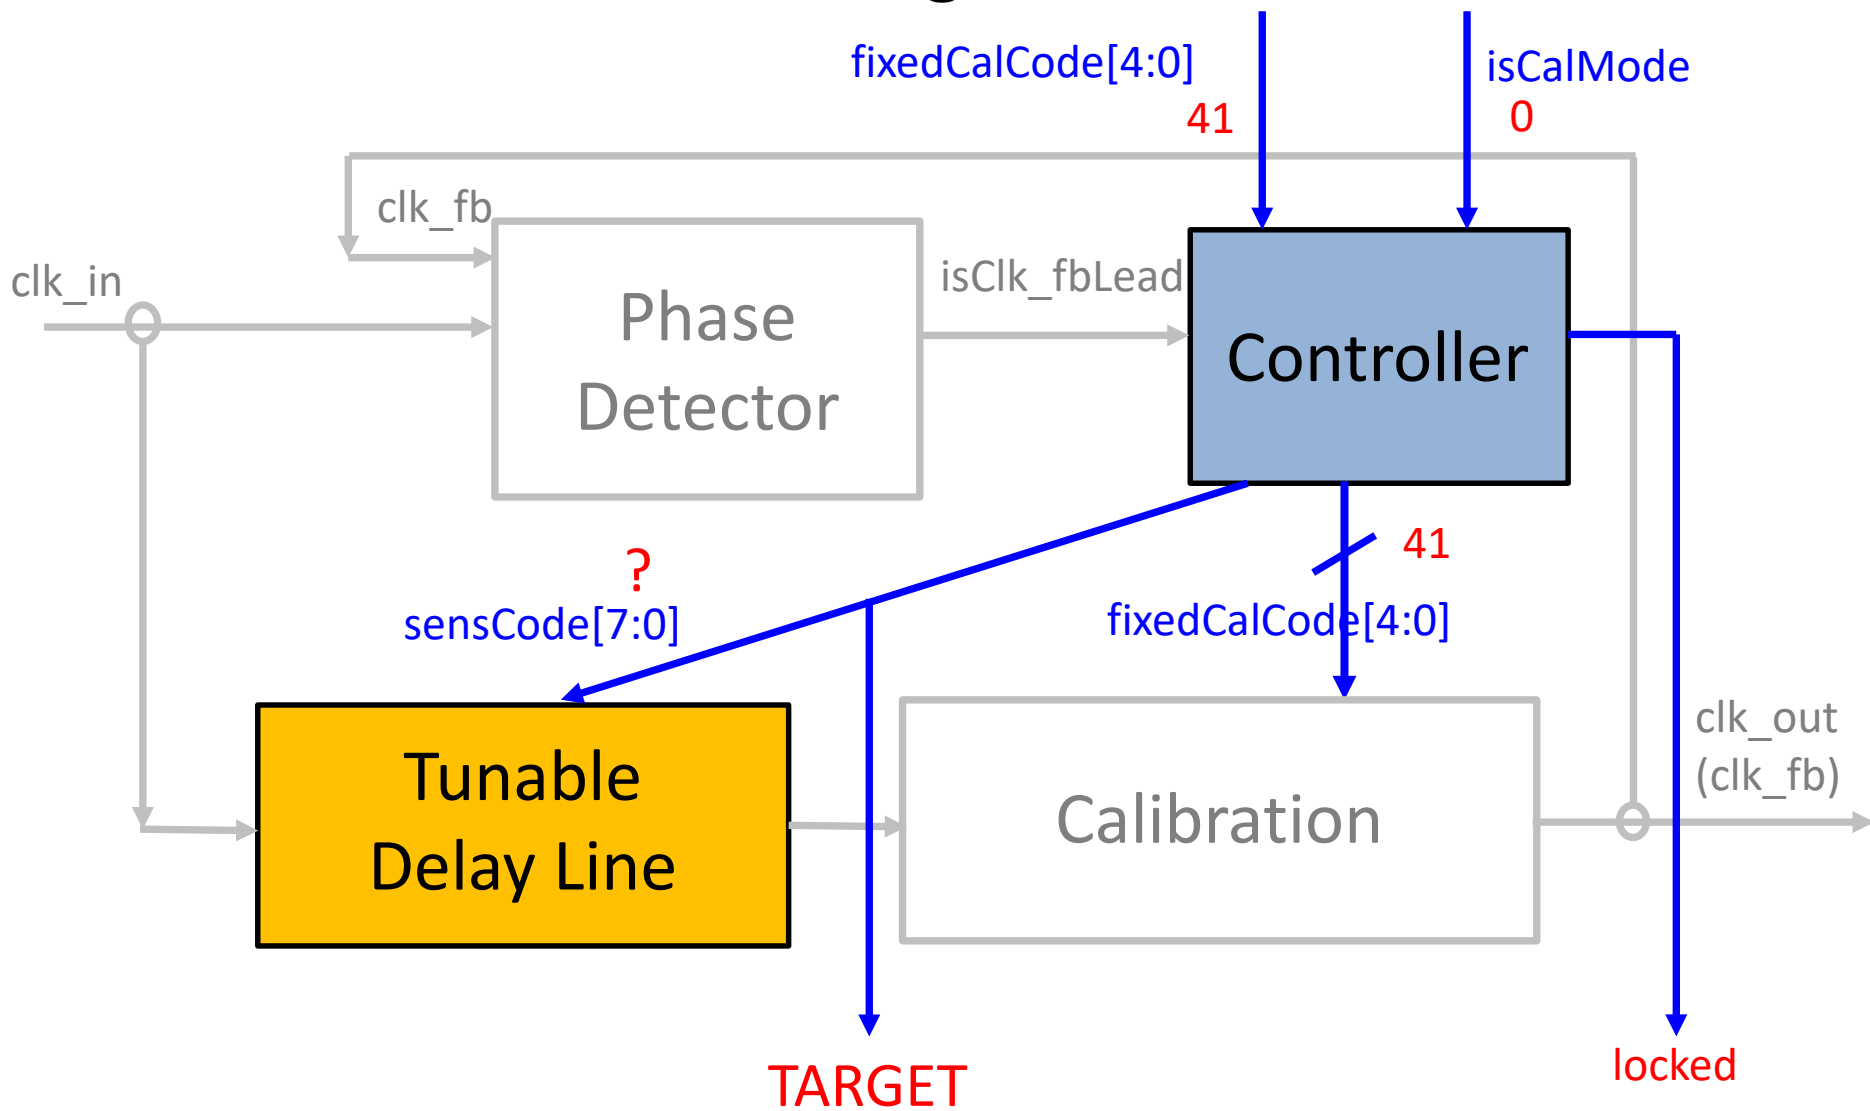 fixedCalCode[4:0]
isCalMode
41
0
clk_fb
clk_in
isClk_fbLead
Phase
Detector
Controller
?
41
sensCode[7:0]
fixedCalCode[4:0]
Tunable
Delay Line
Calibration
clk_out
(clk_fb)
TARGET
locked